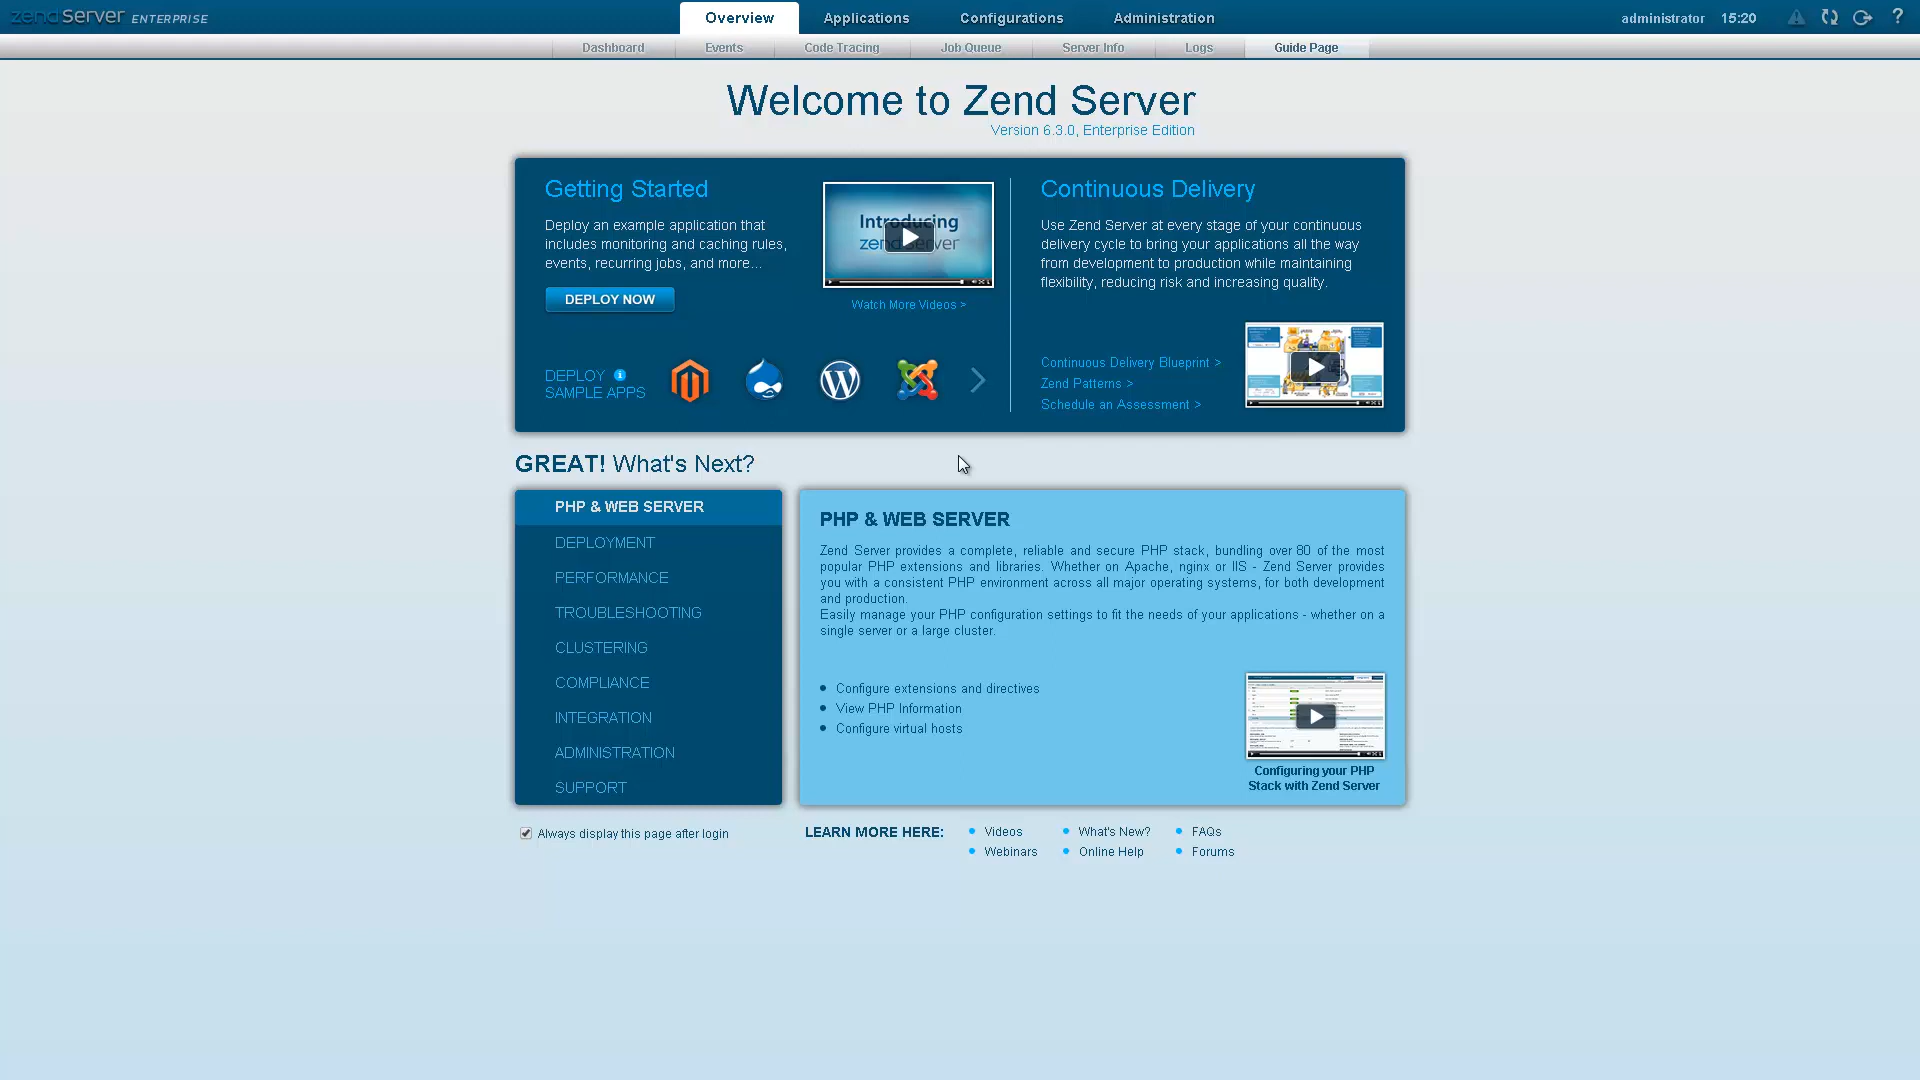 zend Server ENTERPRISE
Overview Applications Configurations Administration
administrator 15:20 ?
Dashboard Events Code Tracing Job Queue Server Info Logs Guide Page
Welcome to Zend Server
Version 6.3.0, Enterprise Edition
Getting Started
Deploy an example application that
includes monitoring and caching rules,
events, recurring jobs, and more...
DEPLOY NOW
Introducing
zend server
Watch More Videos >
DEPLOY i
SAMPLE APPS
Continuous Delivery
Use Zend Server at every stage of your continuous
delivery cycle to bring your applications all the way
from development to production while maintaining
flexibility, reducing risk and increasing quality.
Continuous Delivery Blueprint >
Zend Patterns >
Schedule an Assessment >
GREAT! What's Next?
PHP & WEB SERVER
DEPLOYMENT
PERFORMANCE
TROUBLESHOOTING
CLUSTERING
COMPLIANCE
INTEGRATION
ADMINISTRATION
SUPPORT
PHP & WEB SERVER
Zend Server provides a complete, reliable and secure PHP stack, bundling over 80 of the most
popular PHP extensions and libraries. Whether on Apache, nginx or IIS - Zend Server provides
you with a consistent PHP environment across all major operating systems, for both development
and production.
Easily manage your PHP configuration settings to fit the needs of your applications - whether on a
single server or a large cluster.
Configure extensions and directives
View PHP Information
Configure virtual hosts
Configuring your PHP
Stack with Zend Server
Always display this page after login
LEARN MORE HERE:
Videos What's New? FAQs
Webinars Online Help Forums